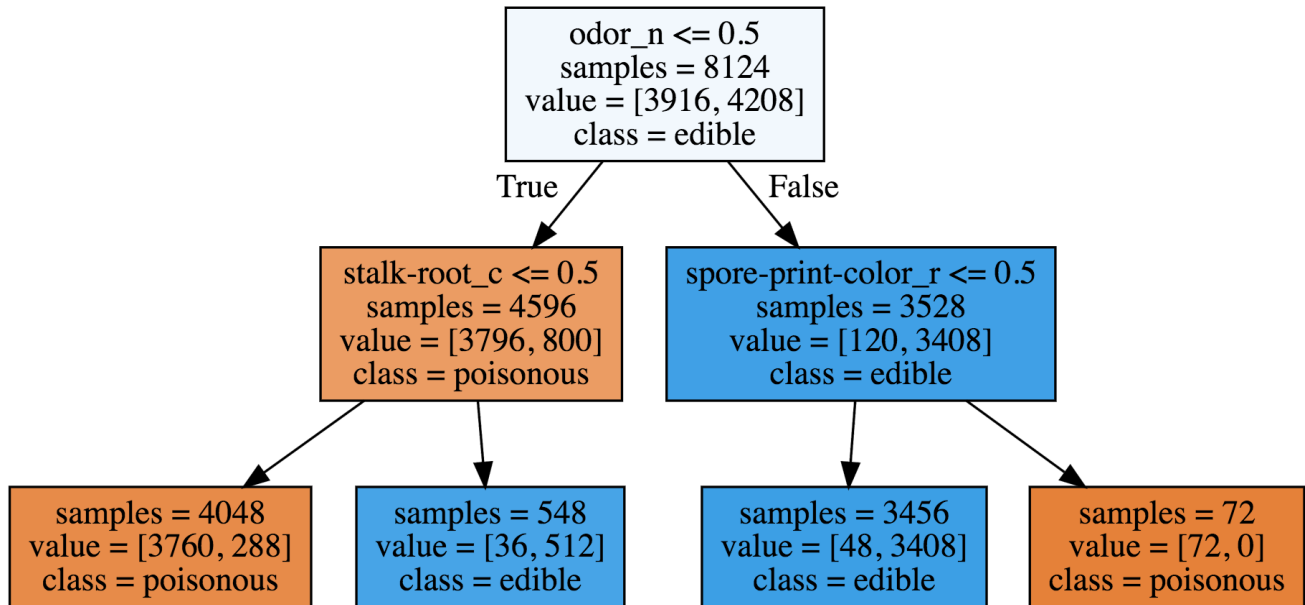 odor_n <= 0.5
samples = 8124
value = [3916, 4208]
class = edible
True
False
stalk-root_c <= 0.5
samples = 4596
value = [3796, 800]
class = poisonous
spore-print-color_r <= 0.5
samples = 3528
value = [120, 3408]
class = edible
samples = 4048
value = [3760, 288]
class = poisonous
samples = 548
value = [36, 512]
class = edible
samples = 3456
value = [48, 3408]
class = edible
samples = 72
value = [72, 0]
class = poisonous